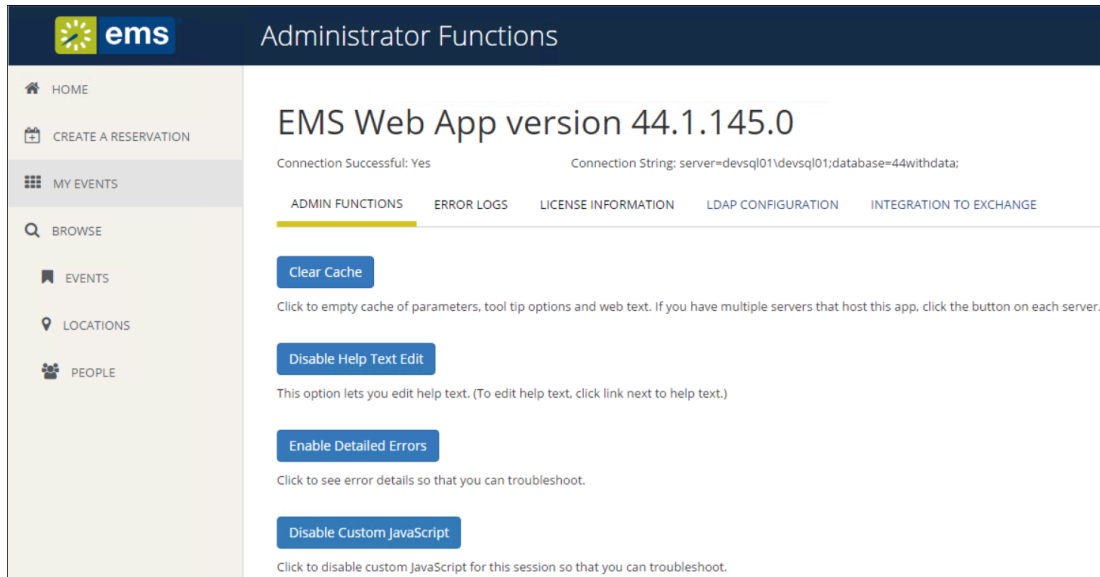 ems
Administrator Functions
HOME
CREATE A RESERVATION
MY EVENTS
BROWSE
EVENTS
LOCATIONS
PEOPLE
EMS Web App version 44.1.145.0
Connection Successful: Yes
Connection String: server=devsql01\devsql01;database=44withdata;
ADMIN FUNCTIONS
ERROR LOGS
LICENSE INFORMATION
LDAP CONFIGURATION
INTEGRATION TO EXCHANGE
Clear Cache
Click to empty cache of parameters, tool tip options and web text. If you have multiple servers that host this app, click the button on each server.
Disable Help Text Edit
This option lets you edit help text. (To edit help text, click link next to help text.)
Enable Detailed Errors
Click to see error details so that you can troubleshoot.
Disable Custom JavaScript
Click to disable custom JavaScript for this session so that you can troubleshoot.